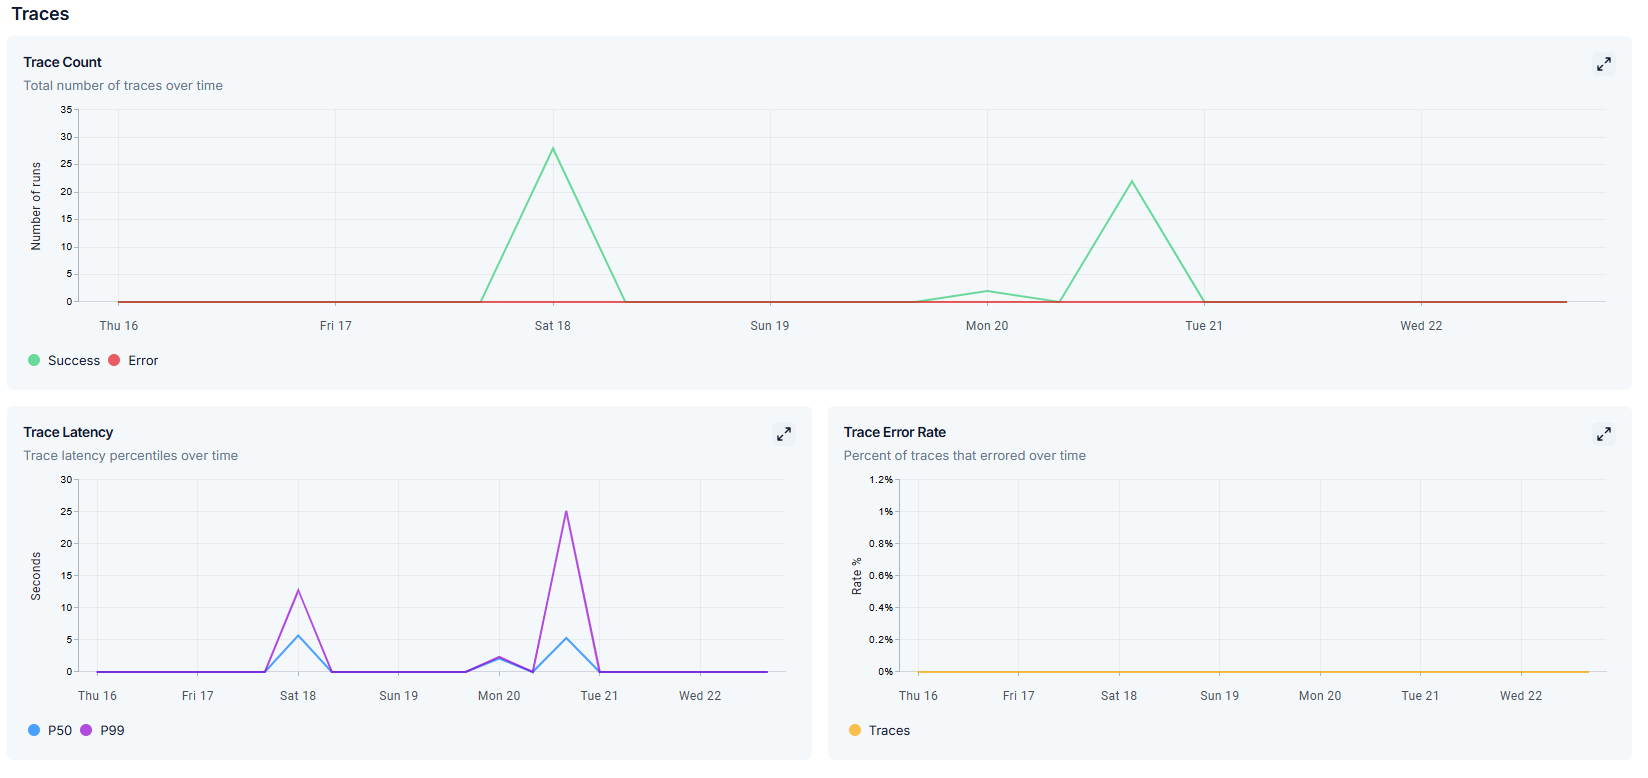 Traces
Trace Count
Total number of traces over time
Number of runs
35
30
25
20
15
10
5
0
Thu 16 Fri 17 Sat 18 Sun 19 Mon 20 Tue 21 Wed 22
Success Error
Trace Latency
Trace latency percentiles over time
Seconds
30
25
20
15
10
5
0
Thu 16 Fri 17 Sat 18 Sun 19 Mon 20 Tue 21 Wed 22
P50 P99
Trace Error Rate
Percent of traces that errored over time
Rate %
1.2%
1%
0.8%
0.6%
0.4%
0.2%
0%
Thu 16 Fri 17 Sat 18 Sun 19 Mon 20 Tue 21 Wed 22
Traces